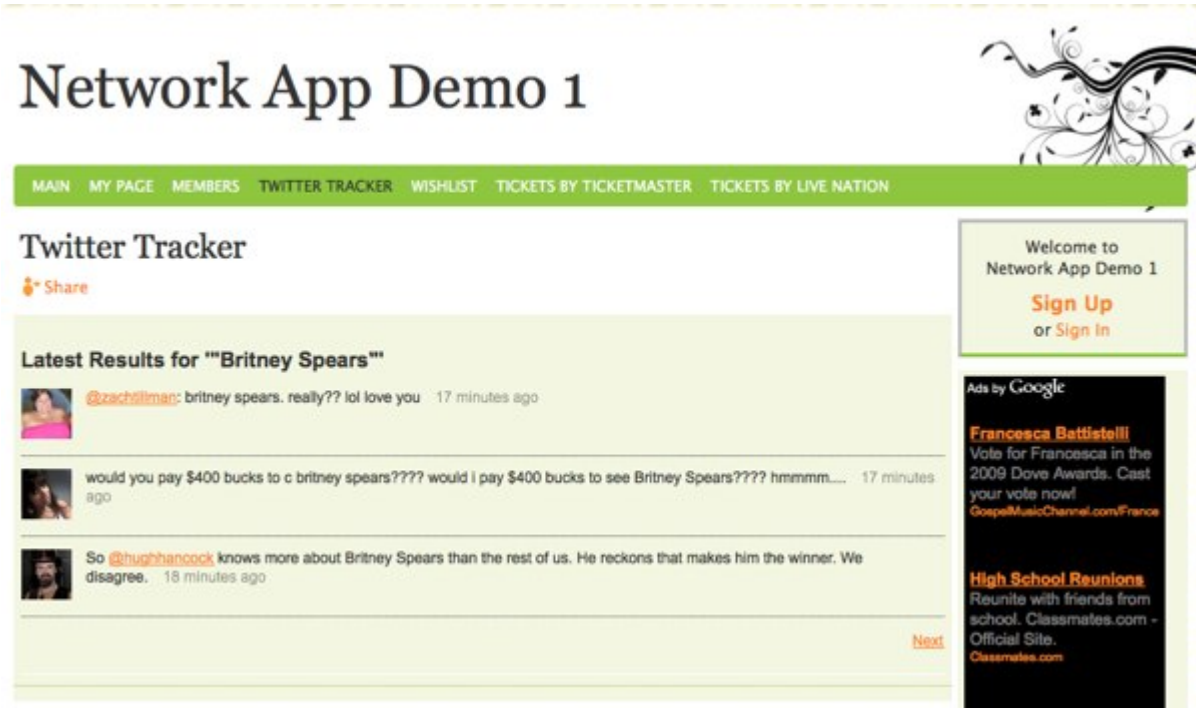 Network App Demo 1
MAIN MY PAGE MEMBERS TWITTER TRACKER WISHLIST TICKETS BY TICKETMASTER TICKETS BY LIVE NATION
Twitter Tracker
Share
Latest Results for '"Britney Spears"'
@zachtillman: britney spears. really?? lol love you 17 minutes ago
would you pay $400 bucks to c britney spears???? would i pay $400 bucks to see Britney Spears???? hmmmm.... 17 minutes
ago
So @hughhancock knows more about Britney Spears than the rest of us. He reckons that makes him the winner. We
disagree. 18 minutes ago
Next
Welcome to
Network App Demo 1
Sign Up
or Sign In
Ads by Google
Francesca Battistelli
Vote for Francesca in the
2009 Dove Awards. Cast
your vote now!
GospelMusicChannel.com/France
High School Reunions
Reunite with friends from
school. Classmates.com -
Official Site.
Classmates.com